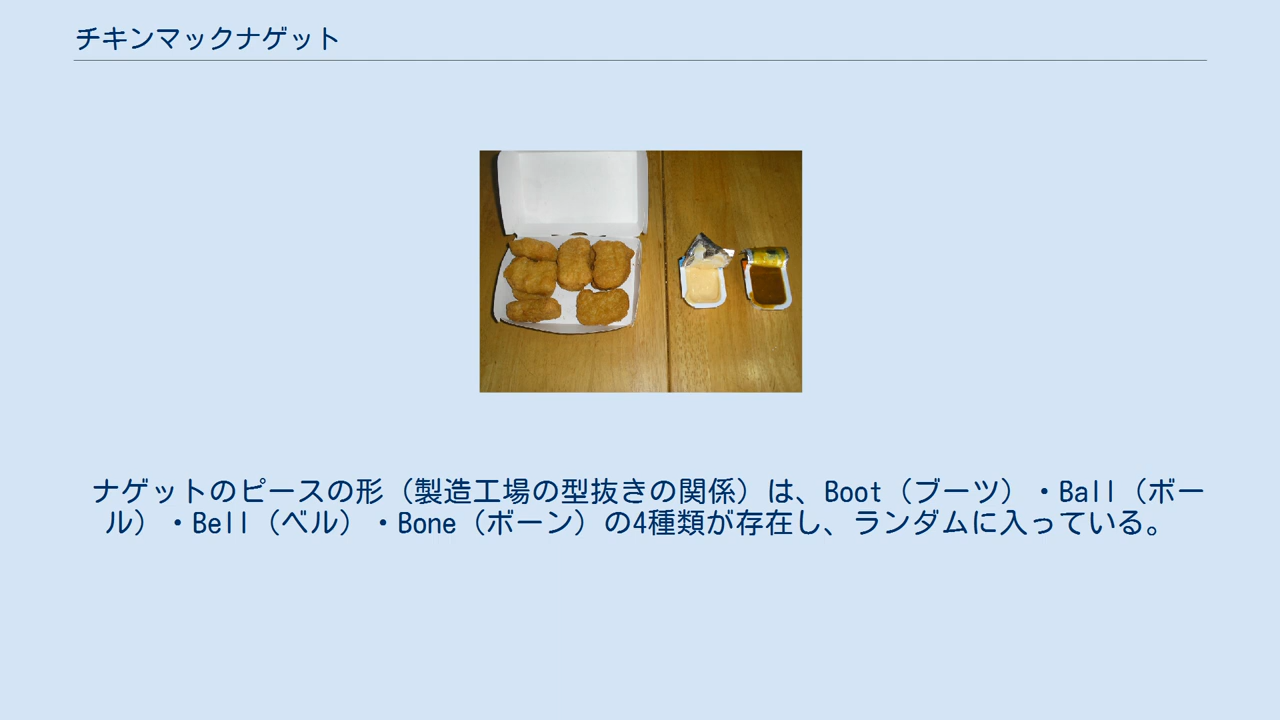 チキンマックナゲット
ナゲットのピースの形（製造工場の型抜きの関係）は、Boot（ブーツ）・Ball（ボー
ル）・Bell（ベル）・Bone（ボーン）の4種類が存在し、ランダムに入っている。